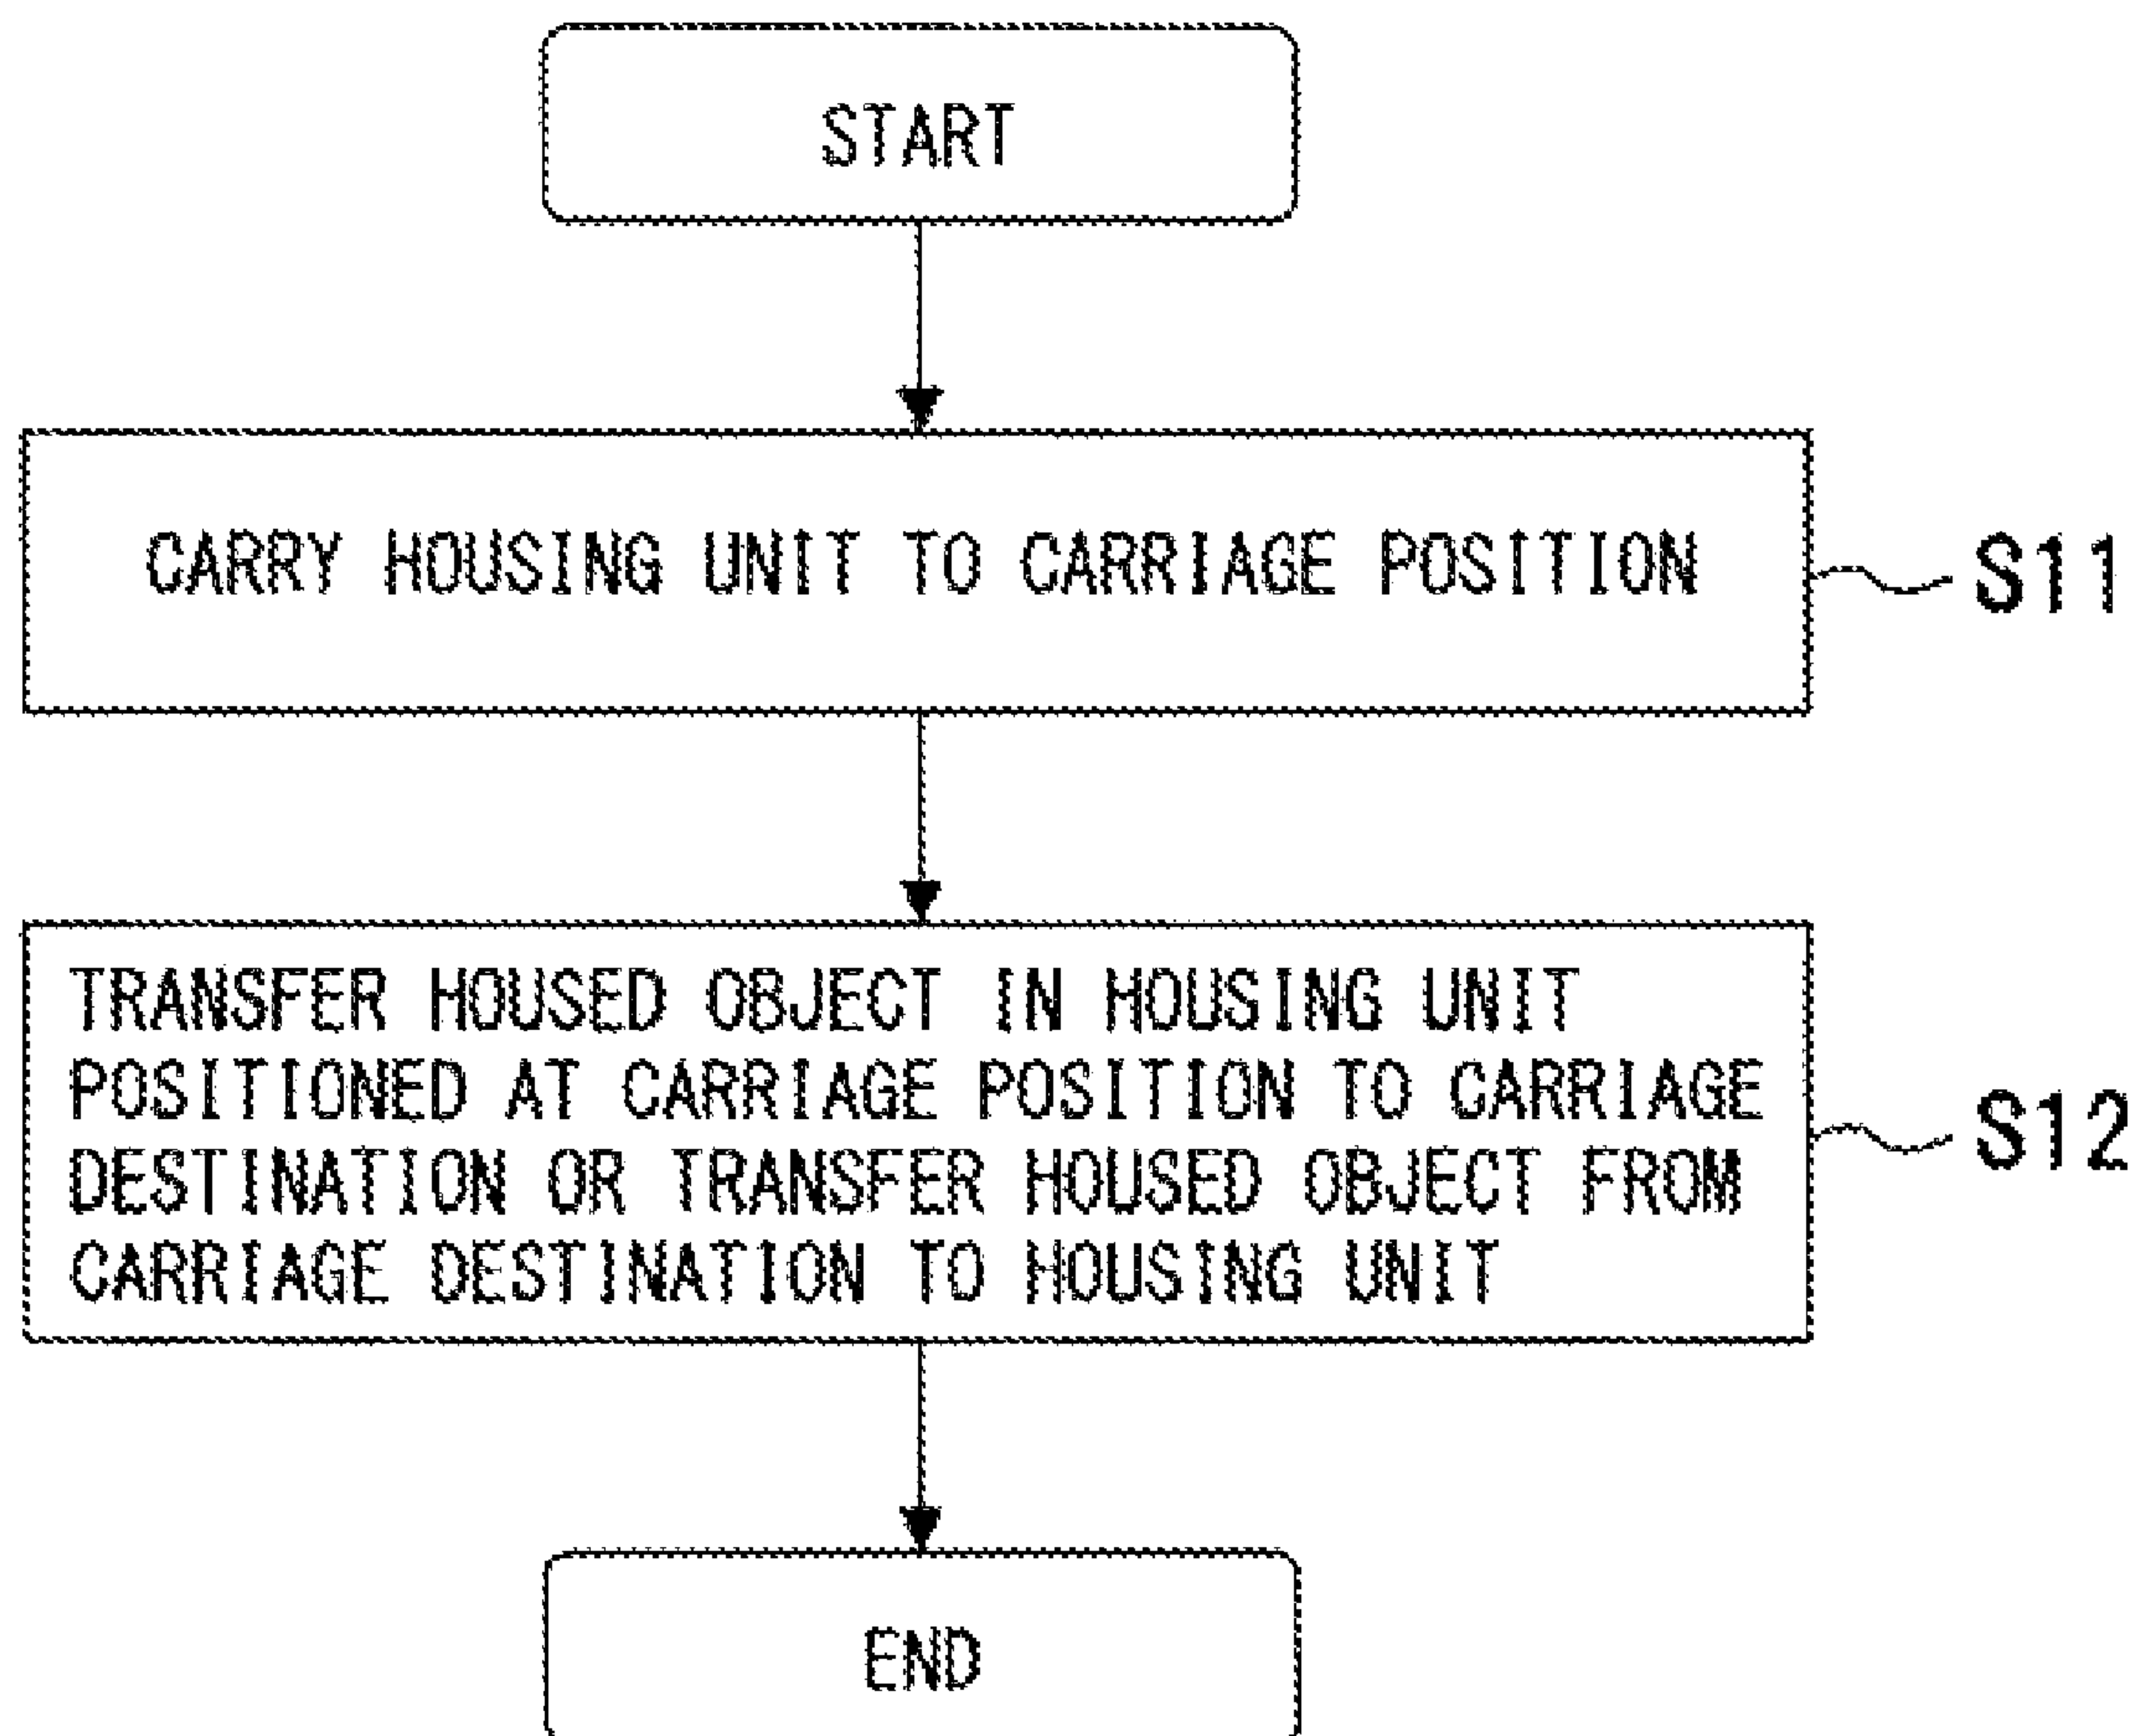 START
CARRY HOUSING UNIT TO CARRIAGE POSITION
S11
TRANSFER HOUSED OBJECT IN HOUSING UNIT
POSITIONED AT CARRIAGE POSITION TO CARRIAGE
DESTINATION OR TRANSFER HOUSED OBJECT FROM
CARRIAGE DESTINATION TO HOUSING UNIT
S12
END